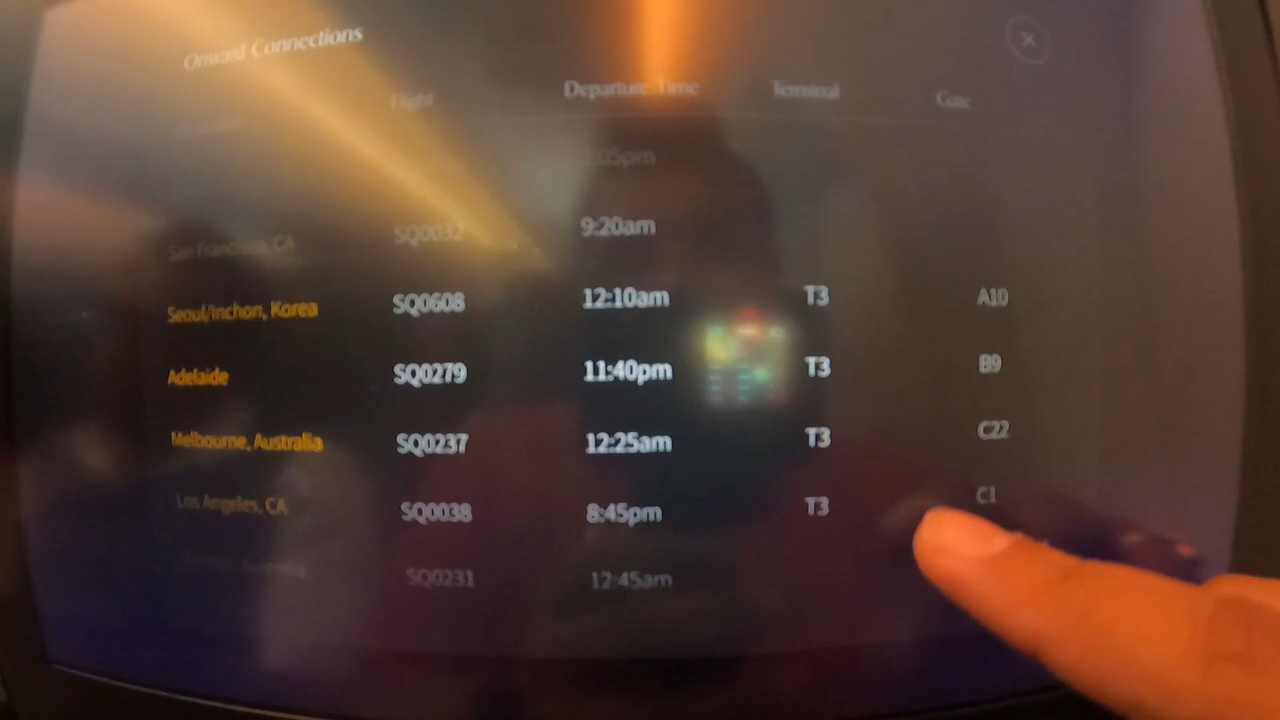 Onward Connections
Flight Departure Time Terminal Gate
:05pm
San Francisco, CA SQ0032 9:20am
Seoul/Inchon, Korea SQ0608 12:10am T3 A10
Adelaide SQ0279 11:40pm T3 B9
Melbourne, Australia SQ0237 12:25am T3 C22
Los Angeles, CA SQ0038 8:45pm T3 C1
SQ0231 12:45am